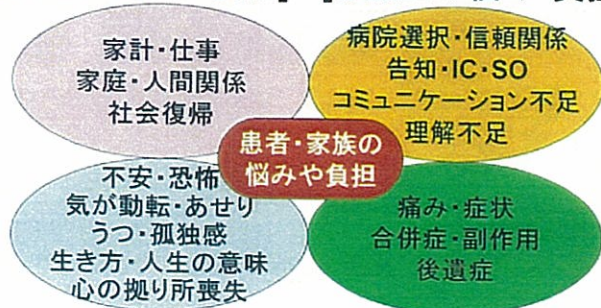 家計・仕事
家庭・人間関係
社会復帰
病院選択・信頼関係
告知・IC・SO
コミュニケーション不足
理解不足
患者・家族の
悩みや負担
不安・恐怖
気が動転・あせり
うつ・孤独感
生き方・人生の意味
心の拠り所喪失
痛み・症状
合併症・副作用
後遺症